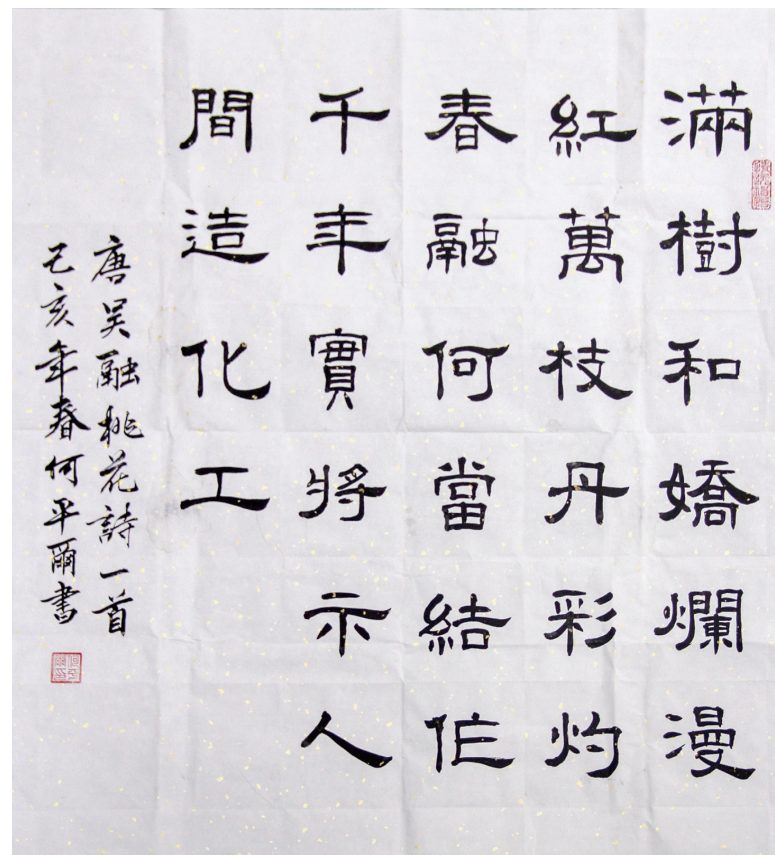 滿樹和嬌爛漫
紅萬枝丹彩灼
春融何當結作
千年實將示人
間造化工
唐吴融桃花詩一首
己亥年春何平爾書